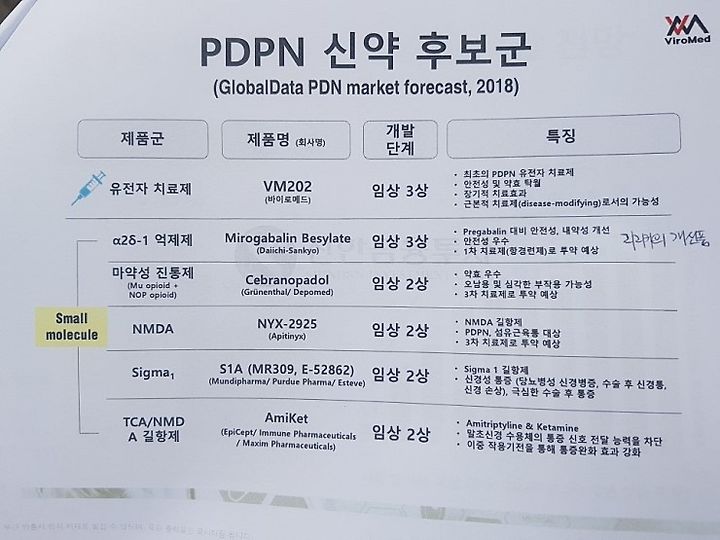 ViroMed
PDPN 신약 후보군
(GlobalData PDN market forecast, 2018)
제품군
제품명 (회사명)
개발
단계
특징
유전자 치료제
VM202
(바이로메드)
임상 3상
• 최초의 PDPN 유전자 치료제
• 안전성 및 약효 탁월
• 장기적 치료효과
• 근본적 치료제(disease-modifying)로서의 가능성
Small
molecule
α2δ-1 억제제
Mirogabalin Besylate
(Daiichi-Sankyo)
임상 3상
• Pregabalin 대비 안전성, 내약성 개선
• 안전성 우수
• 1차 치료제(항경련제)로 투약 예상
리리카의 개선품
마약성 진통제
(Mu opioid +
NOP opioid)
Cebranopadol
(Grünenthal/ Depomed)
임상 2상
• 약효 우수
• 오남용 및 심각한 부작용 가능성
• 3차 치료제로 투약 예상
NMDA
NYX-2925
(Apitinyx)
임상 2상
• NMDA 길항제
• PDPN, 섬유근육통 대상
• 3차 치료제로 투약 예상
Sigma₁
S1A (MR309, E-52862)
(Mundipharma/ Purdue Pharma/ Esteve)
임상 2상
• Sigma 1 길항제
• 신경성 통증 (당뇨병성 신경병증, 수술 후 신경통,
신경 손상), 극심한 수술 후 통증
TCA/NMD
A 길항제
AmiKet
(EpiCept/ Immune Pharmaceuticals
/ Maxim Pharmaceuticals)
임상 2상
• Amitriptyline & Ketamine
• 말초신경 수용체의 통증 신호 전달 능력을 차단
• 이중 작용기전을 통해 통증완화 효과 강화